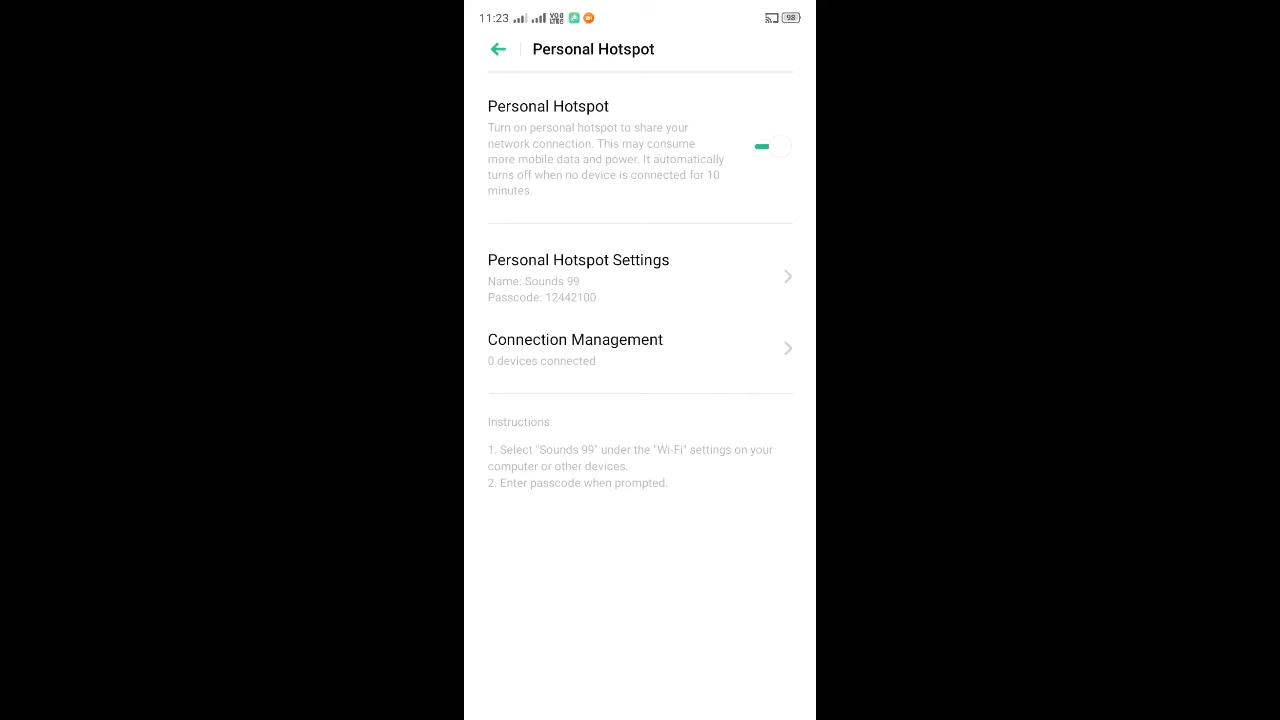 11:23 VoD LTE2 98
Personal Hotspot
Personal Hotspot
Turn on personal hotspot to share your
network connection. This may consume
more mobile data and power. It automatically
turns off when no device is connected for 10
minutes.
Personal Hotspot Settings
Name: Sounds 99
Passcode: 12442100
Connection Management
0 devices connected
Instructions
1. Select "Sounds 99" under the "Wi-Fi" settings on your
computer or other devices.
2. Enter passcode when prompted.